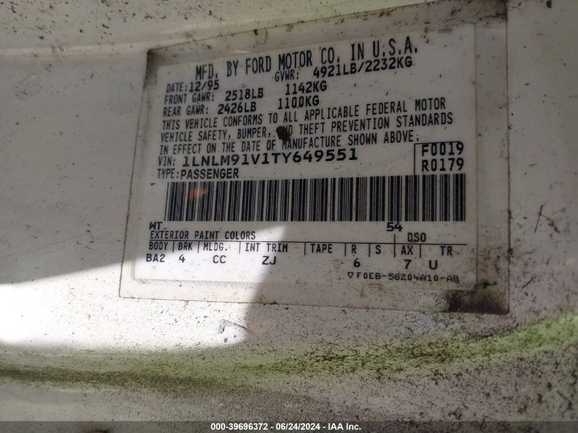 MFD. BY FORD MOTOR CO. IN U.S.A.
DATE: 12/95 GVWR: 4921LB/2232KG
FRONT GAWR: 2518LB 1142KG
REAR GAWR: 2426LB 1100KG
THIS VEHICLE CONFORMS TO ALL APPLICABLE FEDERAL MOTOR
VEHICLE SAFETY, BUMPER, AND THEFT PREVENTION STANDARDS
IN EFFECT ON THE DATE OF MANUFACTURE SHOWN ABOVE.
VIN: 1LNLM91V1TY649551 F0019
TYPE: PASSENGER R0179
WT 54
EXTERIOR PAINT COLORS DSO
BODY BRK MLDG. INT TRIM TAPE R S AX TR
BA2 4 CC ZJ 6 7 U
F0EB-5620410-AB
000-39696372 - 06/24/2024 - IAA Inc.